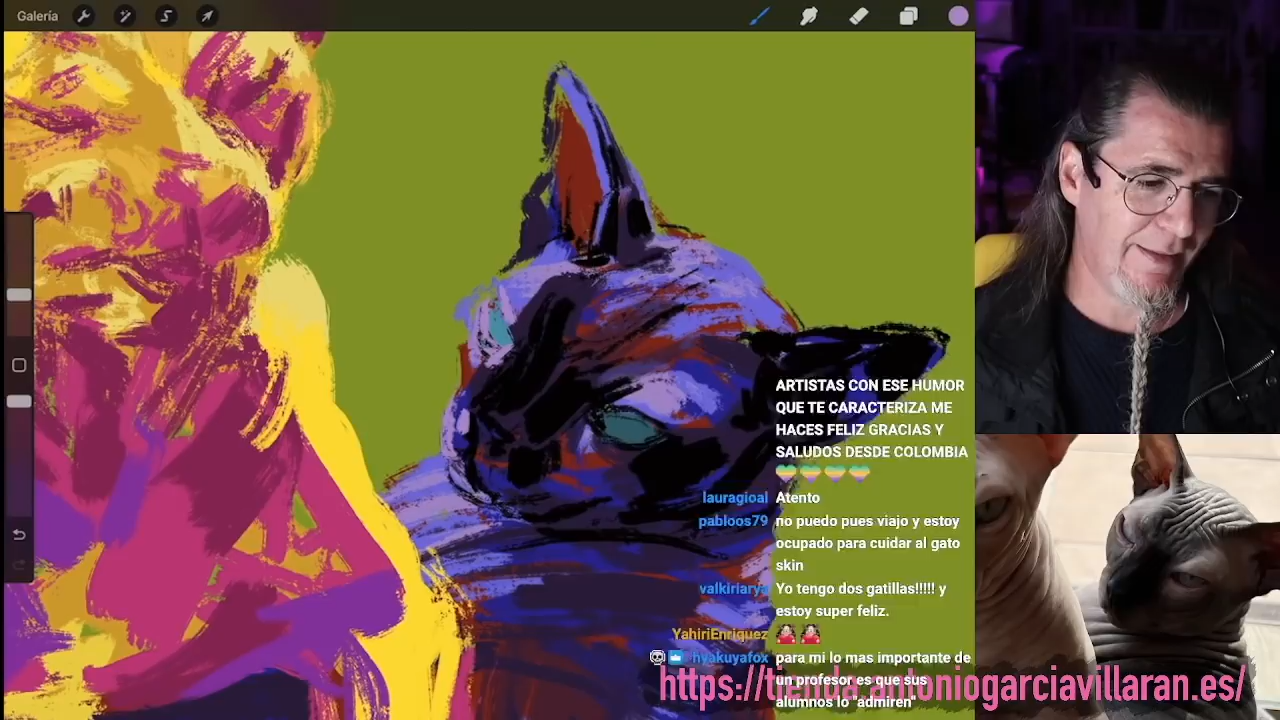 Galería
ARTISTAS CON ESE HUMOR
QUE TE CARACTERIZA ME
HACES FELIZ GRACIAS Y
SALUDOS DESDE COLOMBIA
lauragioal Atento
pabloos79 no puedo pues viajo y estoy
ocupado para cuidar al gato
skin
valkiriarya Yo tengo dos gatillas!!!!! y
estoy super feliz.
YahiriEnriquez
hyakuyafox para mi lo mas importante de
un profesor es que sus
alumnos lo "admiren"
https://tienda.antoniogarciavillaran.es/